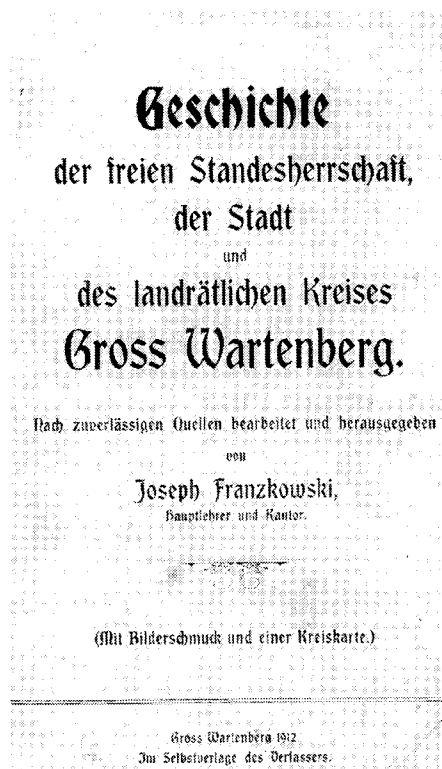 Geschichte
der freien Standesherrschaft,
der Stadt
und
des landrätlichen Kreises
Gross Wartenberg.
Nach zuverlässigen Quellen bearbeitet und herausgegeben
von
Joseph Franzkowski,
Hauptlehrer und Kantor.
(Mit Bilderschmuck und einer Kreiskarte.)
Gross Wartenberg 1912
Im Selbstverlage des Verfassers.